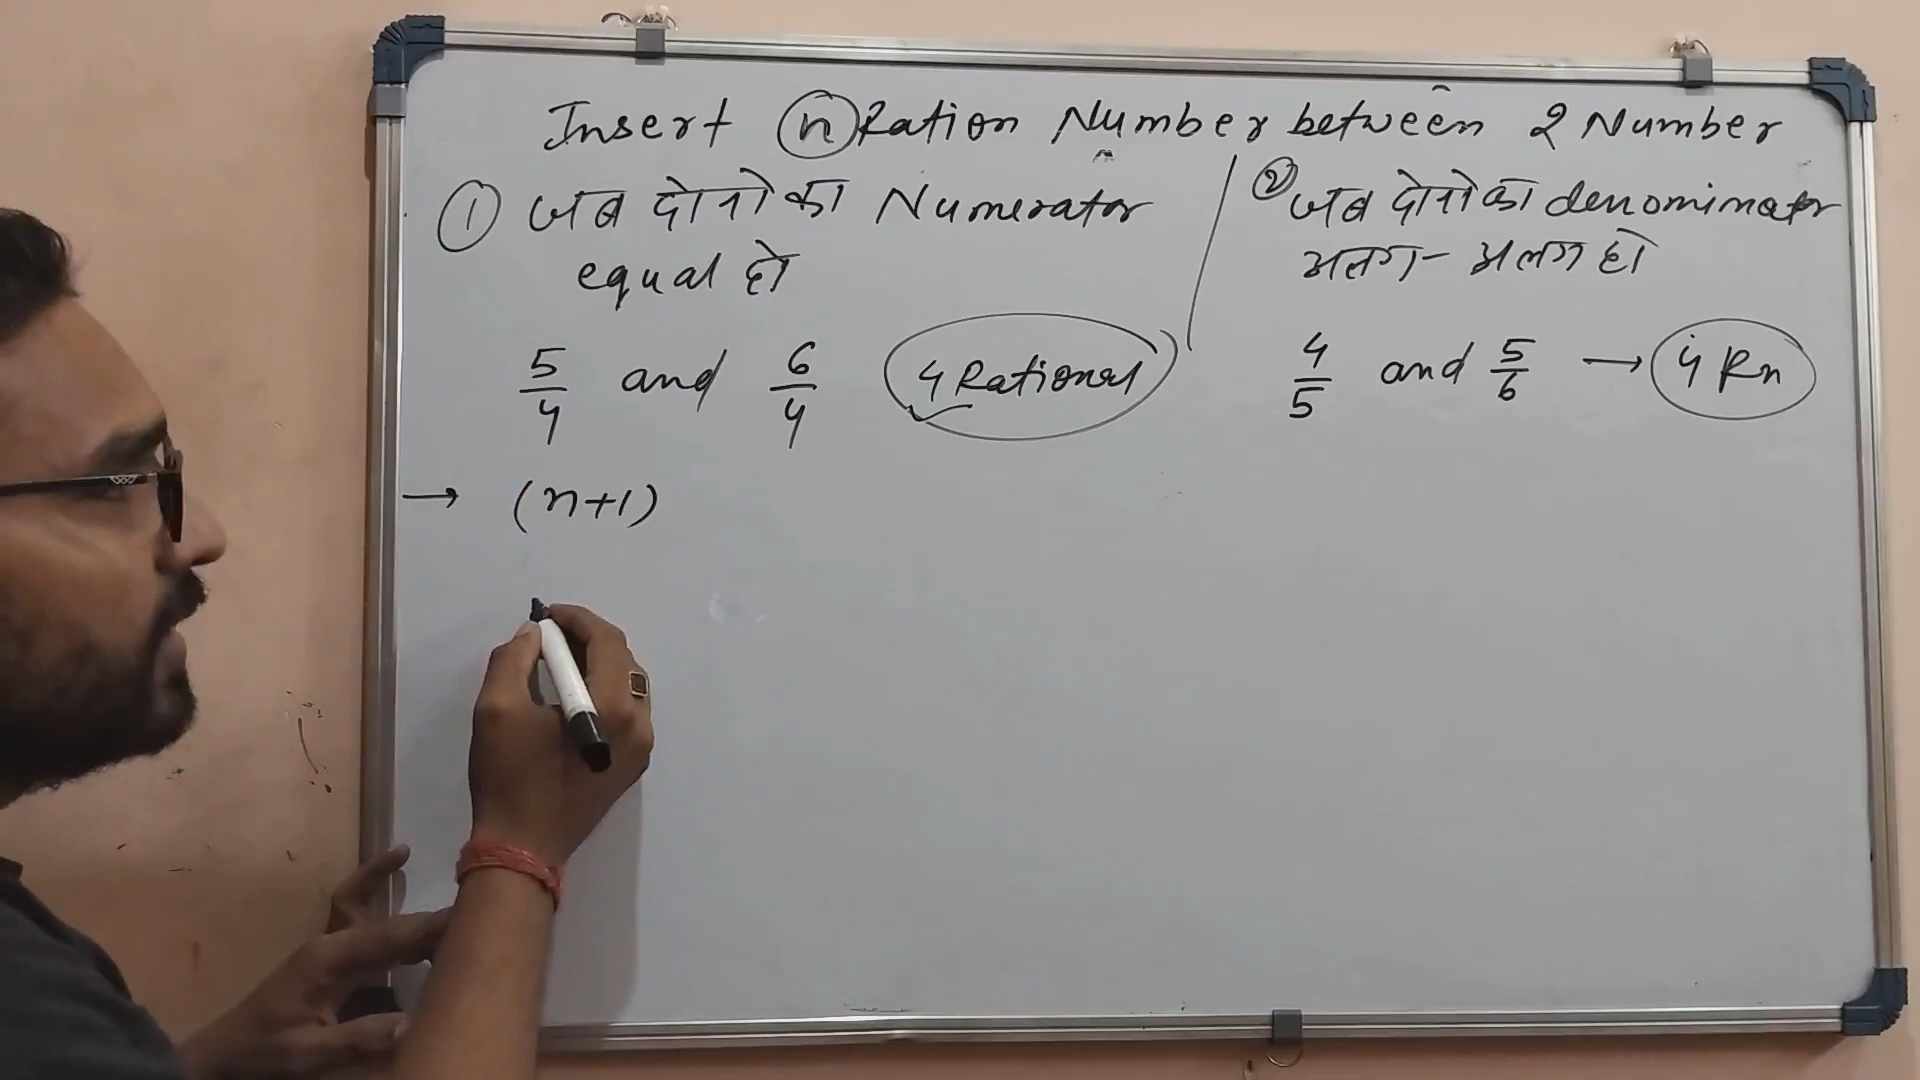 Insert n Ration Number between 2 Number
① जब दोनो का Numerator
equal हो
5/4 and 6/4 4 Rational
→ (n+1)
② जब दोनो का denominator
अलग-अलग हो
4/5 and 5/6 → 4 Rn